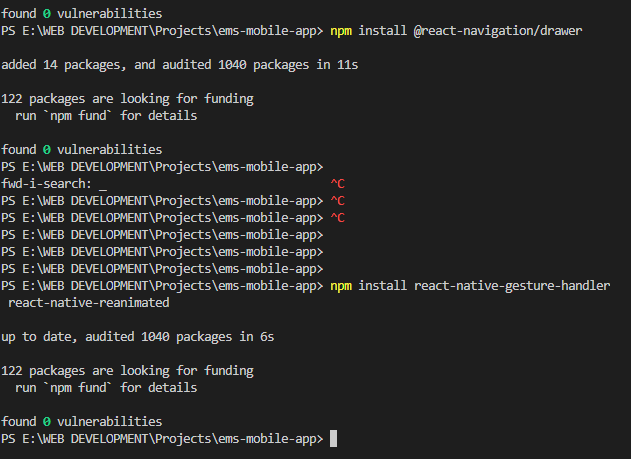 found 0 vulnerabilities
PS E:\WEB DEVELOPMENT\Projects\ems-mobile-app> npm install @react-navigation/drawer
added 14 packages, and audited 1040 packages in 11s
122 packages are looking for funding
  run `npm fund` for details
found 0 vulnerabilities
PS E:\WEB DEVELOPMENT\Projects\ems-mobile-app>
fwd-i-search: _ ^C
PS E:\WEB DEVELOPMENT\Projects\ems-mobile-app> ^C
PS E:\WEB DEVELOPMENT\Projects\ems-mobile-app> ^C
PS E:\WEB DEVELOPMENT\Projects\ems-mobile-app>
PS E:\WEB DEVELOPMENT\Projects\ems-mobile-app>
PS E:\WEB DEVELOPMENT\Projects\ems-mobile-app>
PS E:\WEB DEVELOPMENT\Projects\ems-mobile-app> npm install react-native-gesture-handler
 react-native-reanimated
up to date, audited 1040 packages in 6s
122 packages are looking for funding
  run `npm fund` for details
found 0 vulnerabilities
PS E:\WEB DEVELOPMENT\Projects\ems-mobile-app>